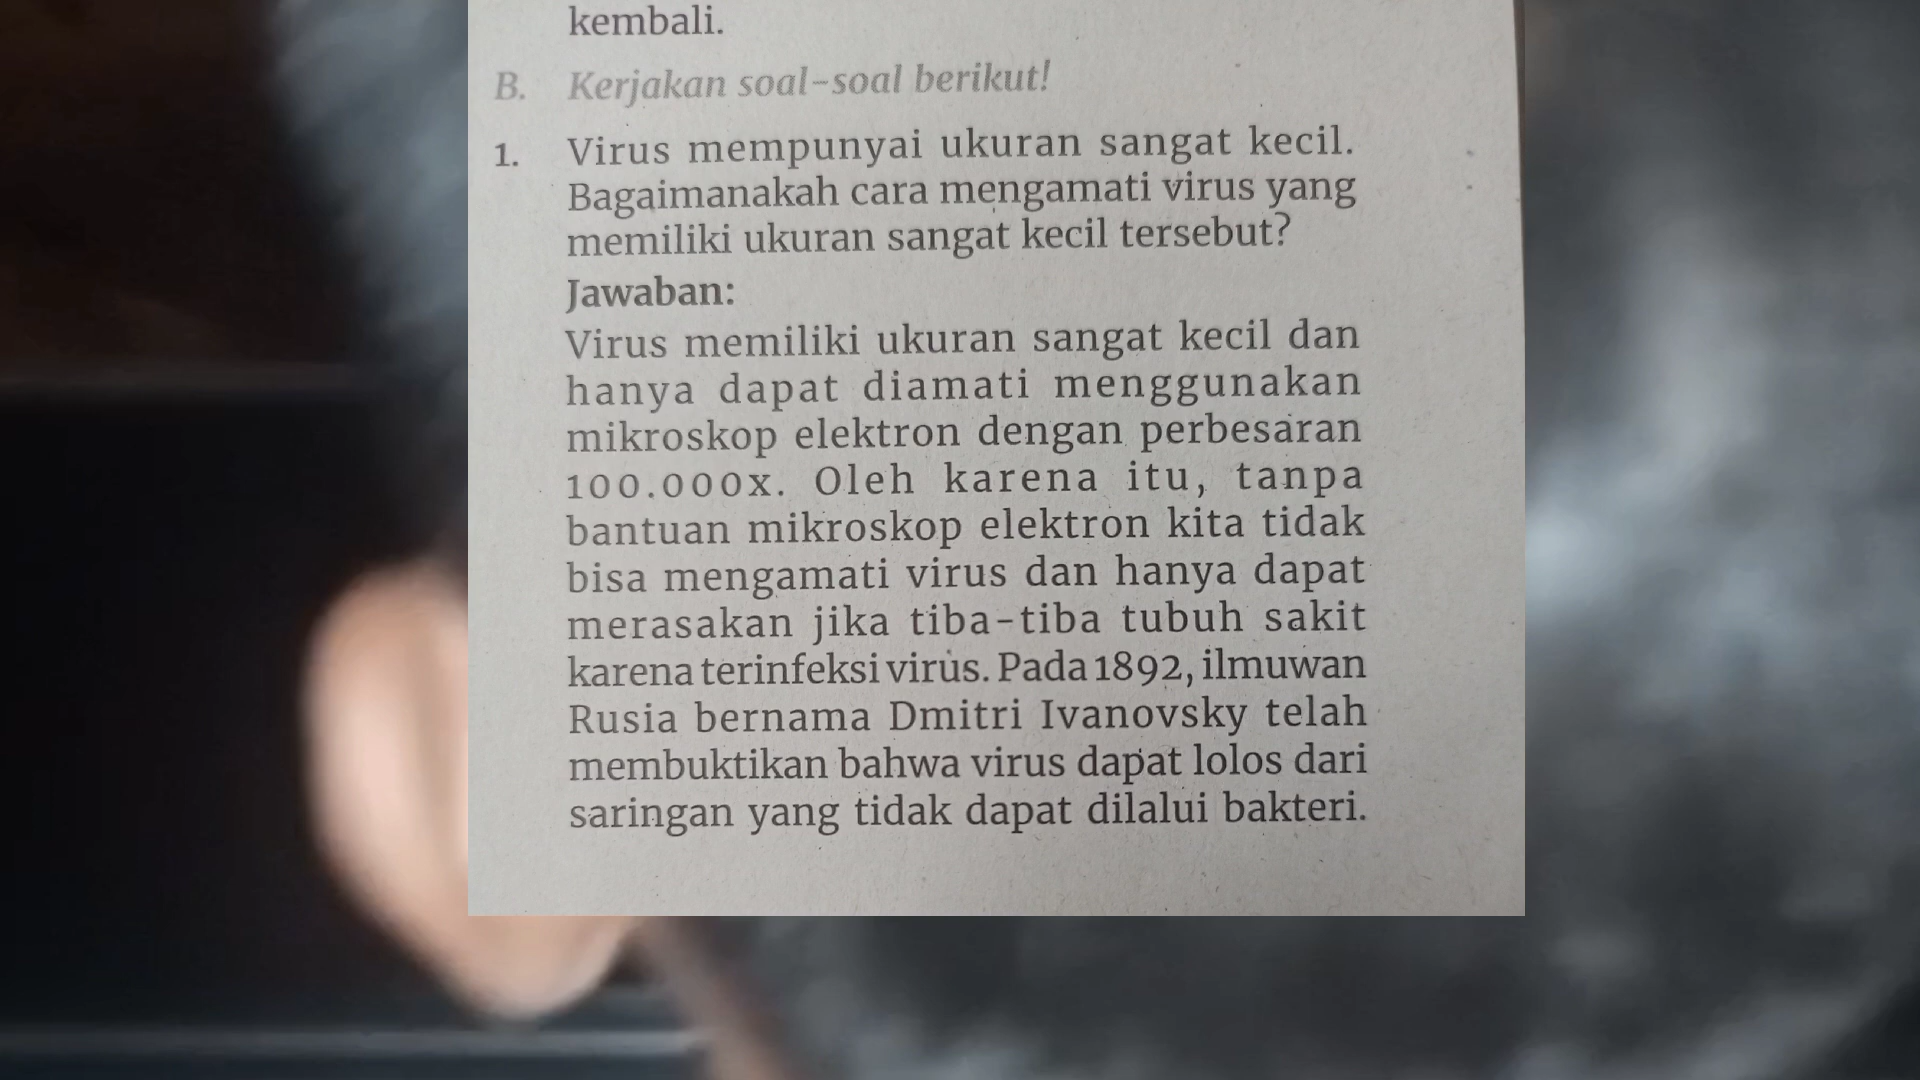 kembali.
B. Kerjakan soal-soal berikut!
1. Virus mempunyai ukuran sangat kecil.
Bagaimanakah cara mengamati virus yang
memiliki ukuran sangat kecil tersebut?
Jawaban:
Virus memiliki ukuran sangat kecil dan
hanya dapat diamati menggunakan
mikroskop elektron dengan perbesaran
100.000x. Oleh karena itu, tanpa
bantuan mikroskop elektron kita tidak
bisa mengamati virus dan hanya dapat
merasakan jika tiba-tiba tubuh sakit
karena terinfeksi virus. Pada 1892, ilmuwan
Rusia bernama Dmitri Ivanovsky telah
membuktikan bahwa virus dapat lolos dari
saringan yang tidak dapat dilalui bakteri.